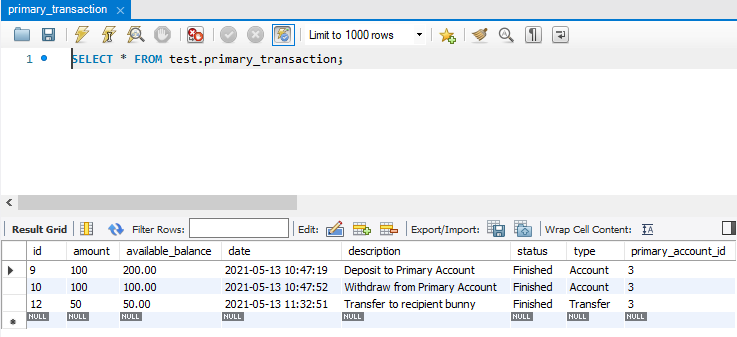 primary_transaction ×
Limit to 1000 rows
1 SELECT * FROM test.primary_transaction;
Result Grid Filter Rows: Edit: Export/Import: Wrap Cell Content: IA
id amount available_balance date description status type primary_account_id
9 100 200.00 2021-05-13 10:47:19 Deposit to Primary Account Finished Account 3
10 100 100.00 2021-05-13 10:47:52 Withdraw from Primary Account Finished Account 3
12 50 50.00 2021-05-13 11:32:51 Transfer to recipient bunny Finished Transfer 3
NULL NULL NULL NULL NULL NULL NULL NULL